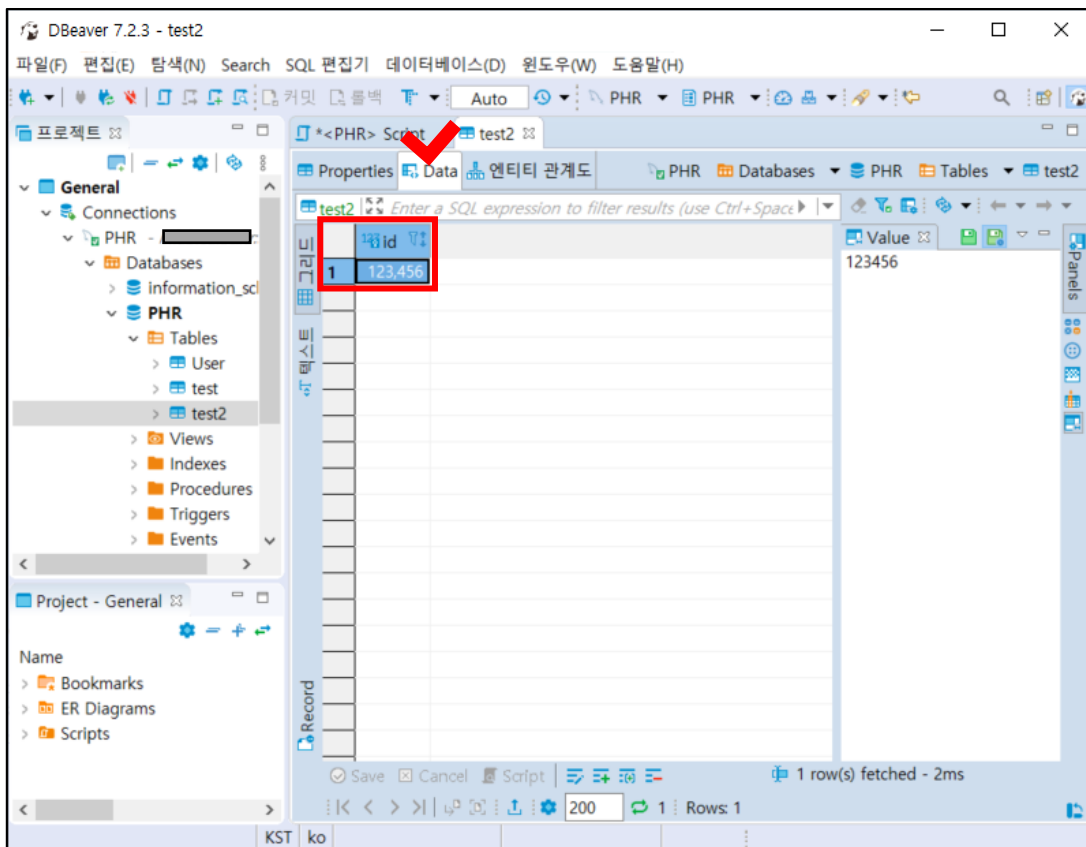 DBeaver 7.2.3 - test2
파일(F) 편집(E) 탐색(N) Search SQL 편집기 데이터베이스(D) 윈도우(W) 도움말(H)
커밋 롤백 Auto PHR PHR
프로젝트
General
Connections
PHR -
Databases
information_scl
PHR
Tables
User
test
test2
Views
Indexes
Procedures
Triggers
Events
Project - General
Name
Bookmarks
ER Diagrams
Scripts
*<PHR> Script test2
Properties Data 엔티티 관계도 PHR Databases PHR Tables test2
test2 Enter a SQL expression to filter results (use Ctrl+Space)
그리드
텍스트
Record
123 id
1 123,456
Value
123456
Panels
Save Cancel Script 1 row(s) fetched - 2ms
200 1 Rows: 1
KST ko